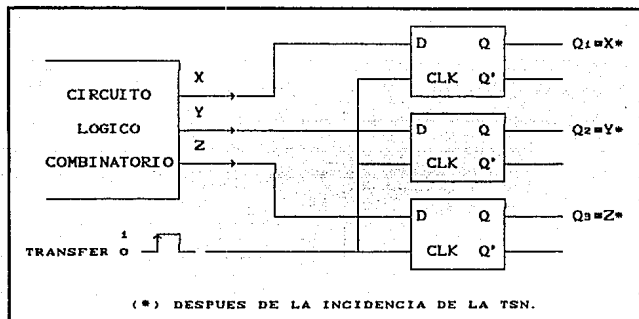 CIRCUITO
LOGICO
COMBINATORIO
X
Y
Z
TRANSFER
1
0
D Q
CLK Q'
Q1=X*
D Q
CLK Q'
Q2=Y*
D Q
CLK Q'
Q3=Z*
(*) DESPUES DE LA INCIDENCIA DE LA TSN.